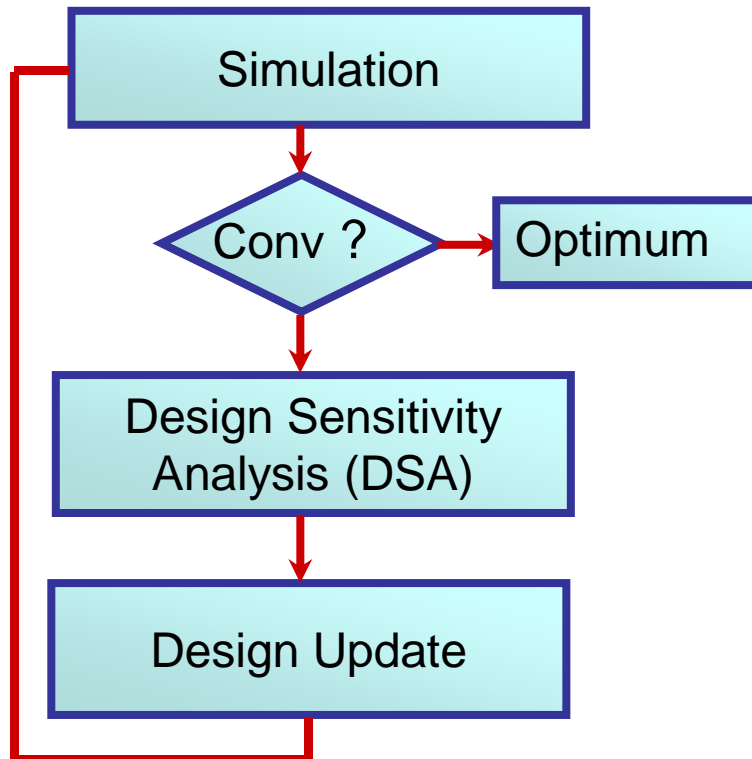 Simulation
Conv ?
Optimum
Design Sensitivity
Analysis (DSA)
Design Update